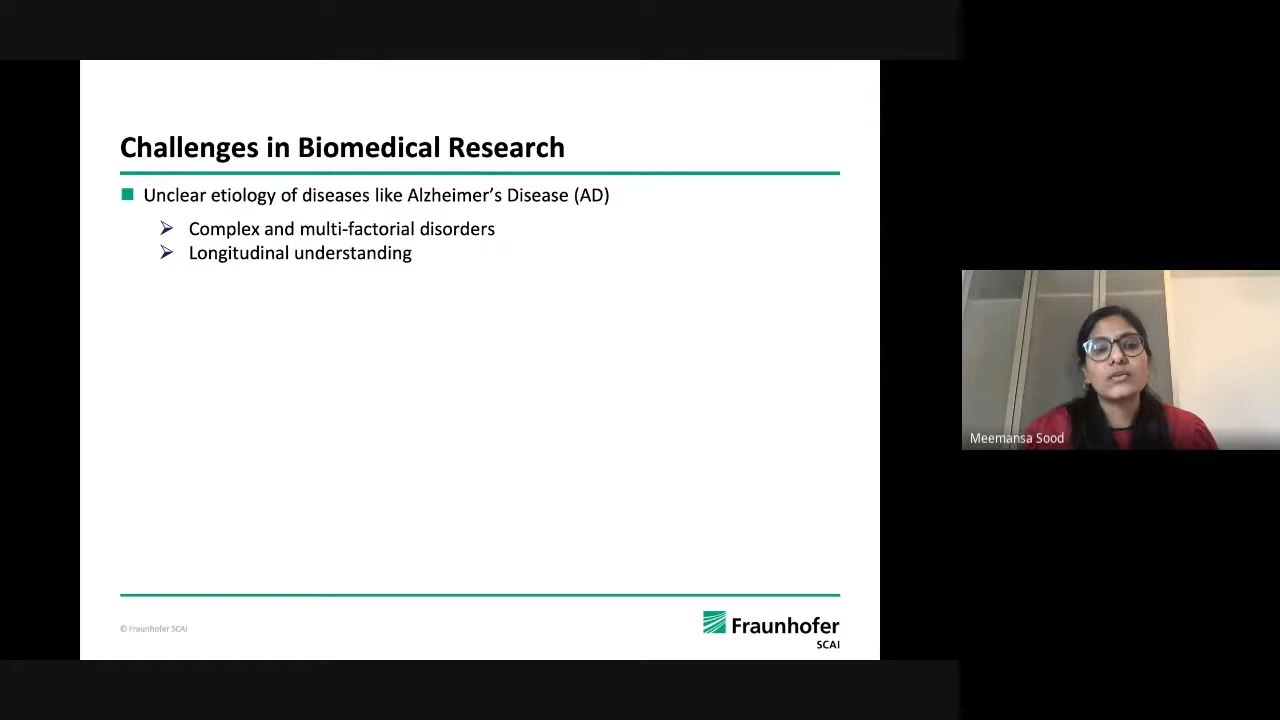 Challenges in Biomedical Research
Unclear etiology of diseases like Alzheimer’s Disease (AD)
Complex and multi-factorial disorders
Longitudinal understanding
Meemansa Sood
© Fraunhofer SCAI
Fraunhofer
SCAI